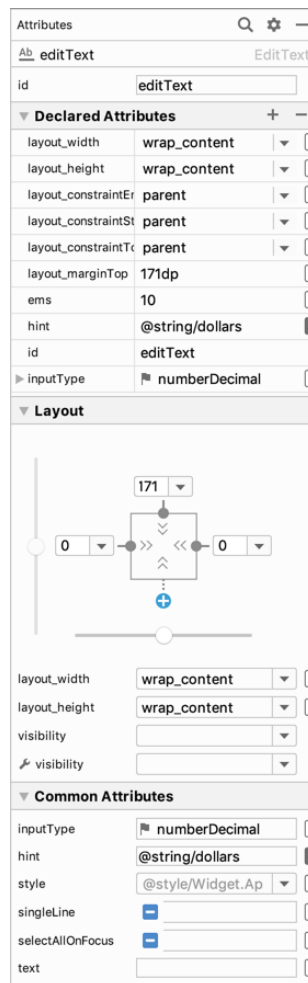 Attributes
Ab editText EditText
id editText
Declared Attributes
layout_width wrap_content
layout_height wrap_content
layout_constraintEr parent
layout_constraintSt parent
layout_constraintTo parent
layout_marginTop 171dp
ems 10
hint @string/dollars
id editText
inputType numberDecimal
Layout
171
0 0
layout_width wrap_content
layout_height wrap_content
visibility
visibility
Common Attributes
inputType numberDecimal
hint @string/dollars
style @style/Widget.Ap
singleLine
selectAllOnFocus
text